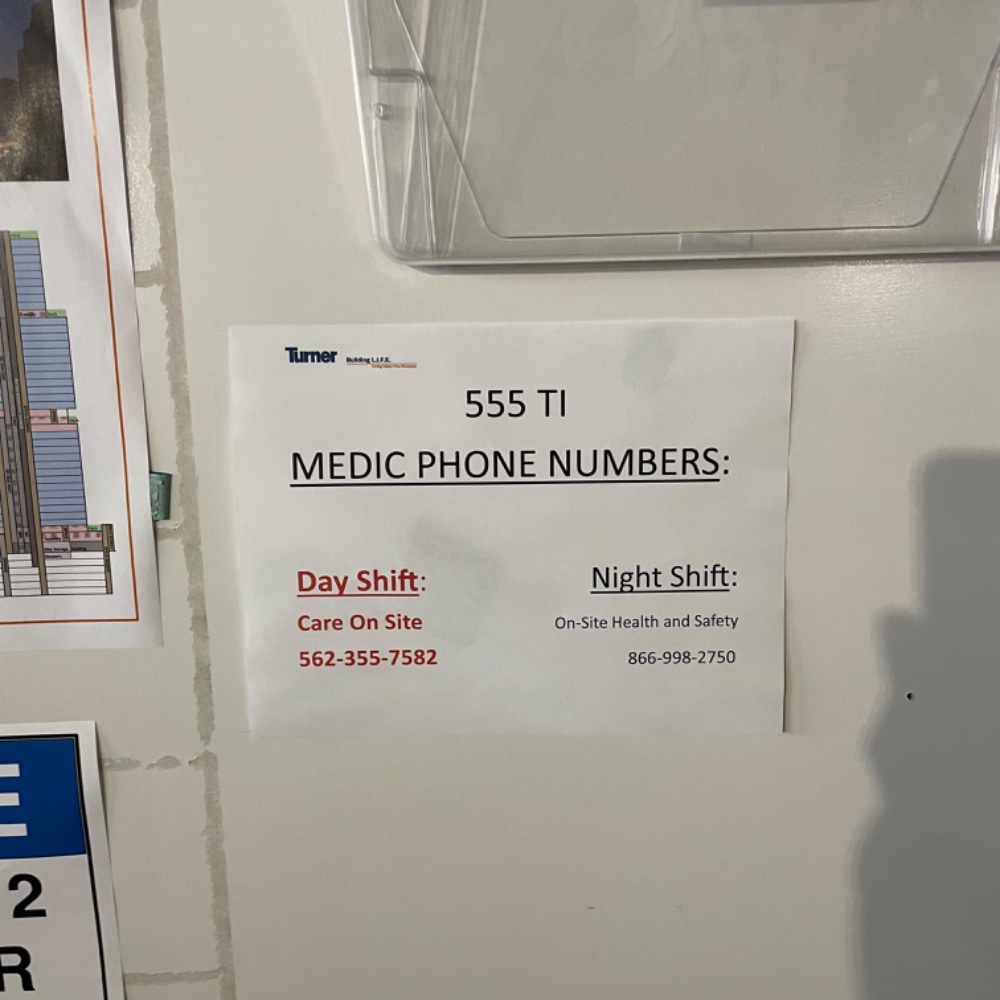 Turner
Building L.I.F.E.
555 TI
MEDIC PHONE NUMBERS:
Day Shift:
Care On Site
562-355-7582
Night Shift:
On-Site Health and Safety
866-998-2750
E
2
R